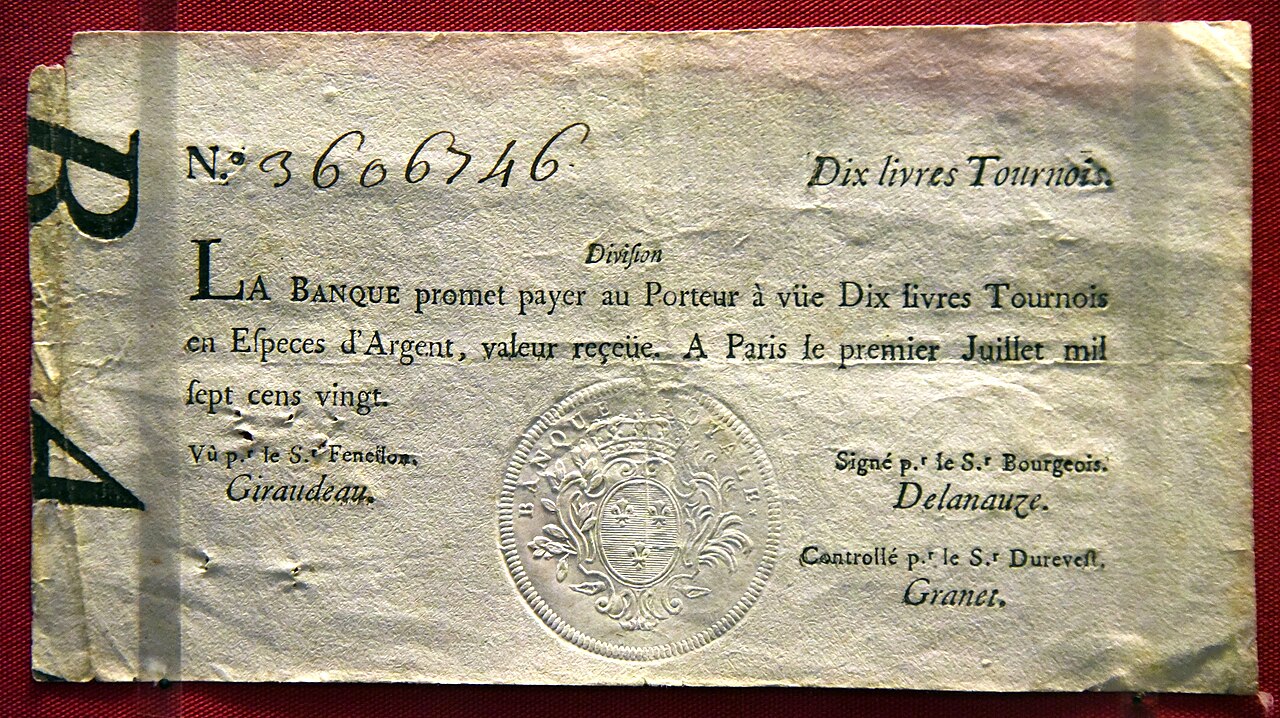 BA
N.º 3606746 Dix livres Tournois.
Diviſion
LA BANQUE promet payer au Porteur à vüe Dix livres Tournois
en Eſpeces d'Argent, valeur reçeüe. A Paris le premier Juillet mil
ſept cens vingt.
Vû p.r le S.r Feneſlon.
Giraudeau.
Signé p.r le S.r Bourgeois.
Delanauze.
Controllé p.r le S.r Dureveſt.
Granet.
BANQUE ROYALE